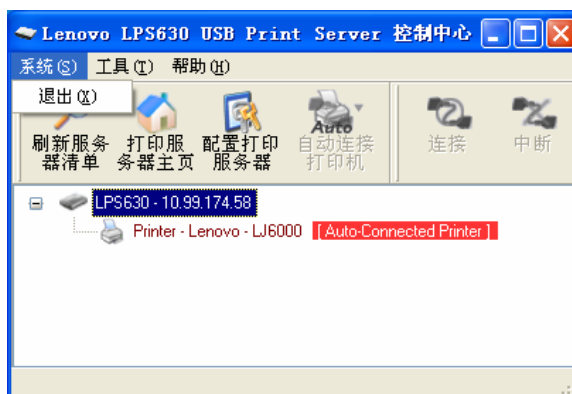 Lenovo LPS630 USB Print Server 控制中心
系统(S) 工具(T) 帮助(H)
退出(X)
刷新服务器清单
打印服务器主页
配置打印服务器
Auto
自动连接打印机
连接
中断
LPS630 - 10.99.174.58
Printer - Lenovo - LJ6000 [ Auto-Connected Printer ]